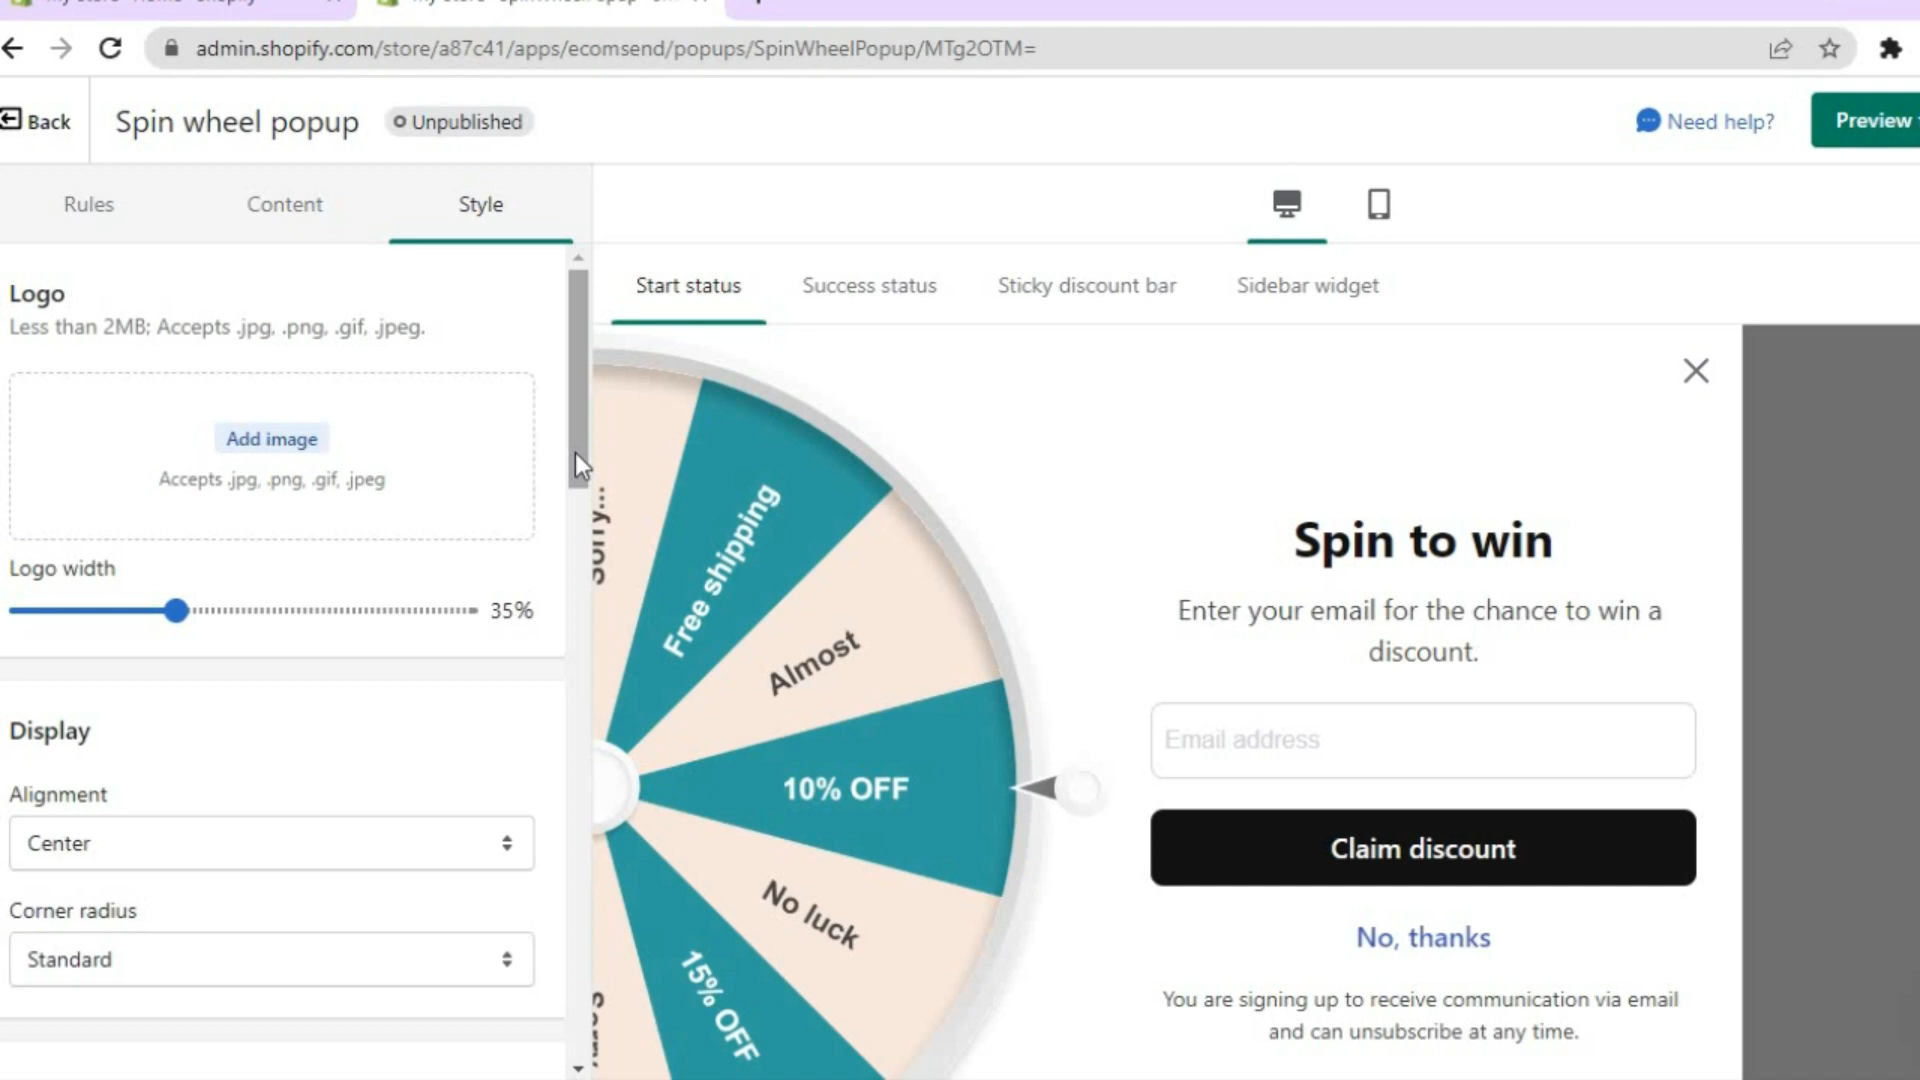 admin.shopify.com/store/a87c41/apps/ecomsend/popups/SpinWheelPopup/MTg2OTM=
Back
Spin wheel popup
Unpublished
Need help?
Preview
Rules
Content
Style
Logo
Less than 2MB; Accepts .jpg, .png, .gif, .jpeg.
Add image
Accepts .jpg, .png, .gif, .jpeg
Logo width
35%
Display
Alignment
Center
Corner radius
Standard
Start status
Success status
Sticky discount bar
Sidebar widget
Sorry...
Free shipping
Almost
10% OFF
No luck
15% OFF
Spin to win
Enter your email for the chance to win a
discount.
Email address
Claim discount
No, thanks
You are signing up to receive communication via email
and can unsubscribe at any time.